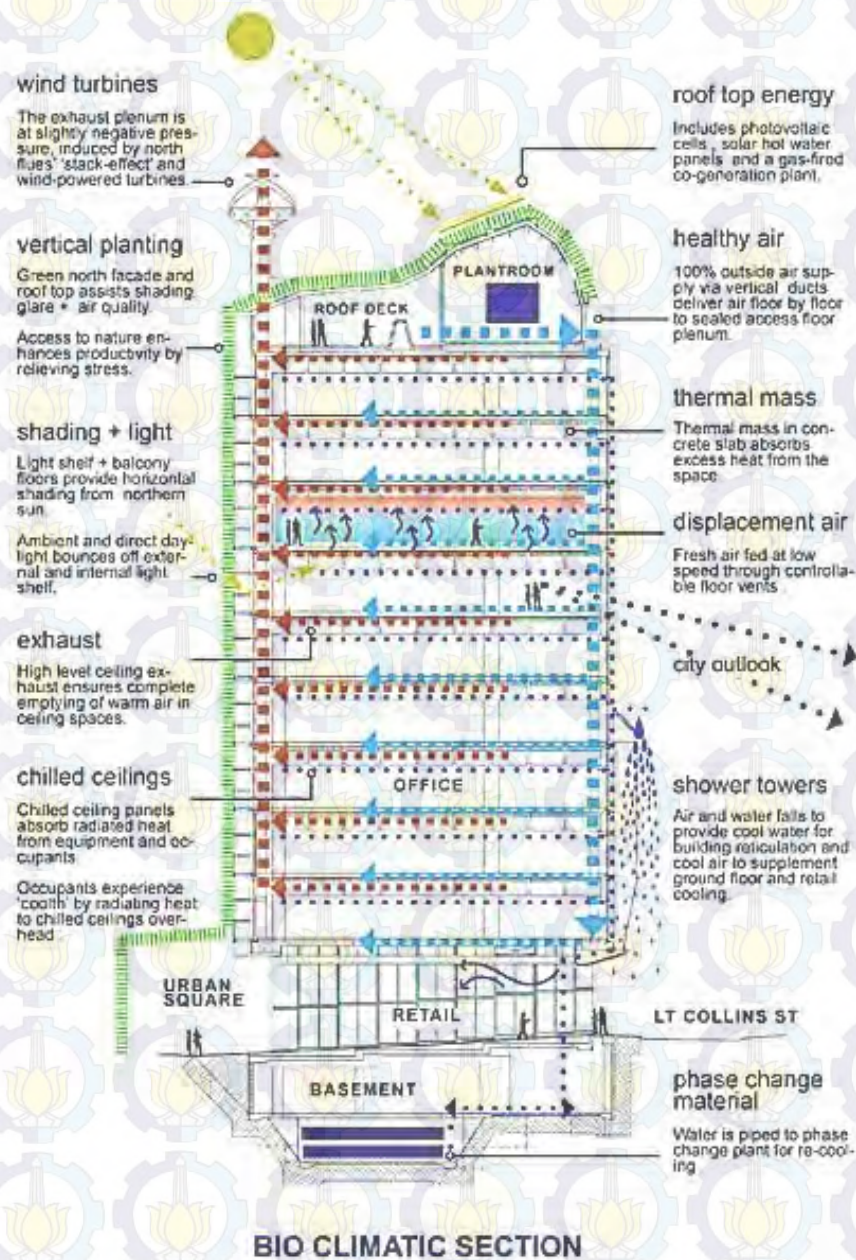 wind turbines
The exhaust plenum is
at slightly negative pres-
sure, induced by north
flues' 'stack-effect' and
wind-powered turbines.
vertical planting
Green north facade and
roof top assists shading
glare + air quality.
Access to nature en-
hances productivity by
relieving stress.
shading + light
Light shelf + balcony
floors provide horizontal
shading from northern
sun.
Ambient and direct day-
light bounces off exter-
nal and internal light
shelf.
exhaust
High level ceiling ex-
haust ensures complete
emptying of warm air in
ceiling spaces.
chilled ceilings
Chilled ceiling panels
absorb radiated heat
from equipment and oc-
cupants
Occupants experience
'coolth' by radiating heat
to chilled ceilings over-
head.
PLANTROOM
ROOF DECK
OFFICE
URBAN
SQUARE
RETAIL
LT COLLINS ST
BASEMENT
roof top energy
Includes photovoltaic
cells, solar hot water
panels and a gas-fired
co-generation plant.
healthy air
100% outside air sup-
ply via vertical ducts
deliver air floor by floor
to sealed access floor
plenum.
thermal mass
Thermal mass in con-
crete slab absorbs
excess heat from the
space
displacement air
Fresh air fed at low
speed through controlla-
ble floor vents
city outlook
shower towers
Air and water falls to
provide cool water for
building reticulation and
cool air to supplement
ground floor and retail
cooling.
phase change
material
Water is piped to phase
change plant for re-cool-
ing
BIO CLIMATIC SECTION